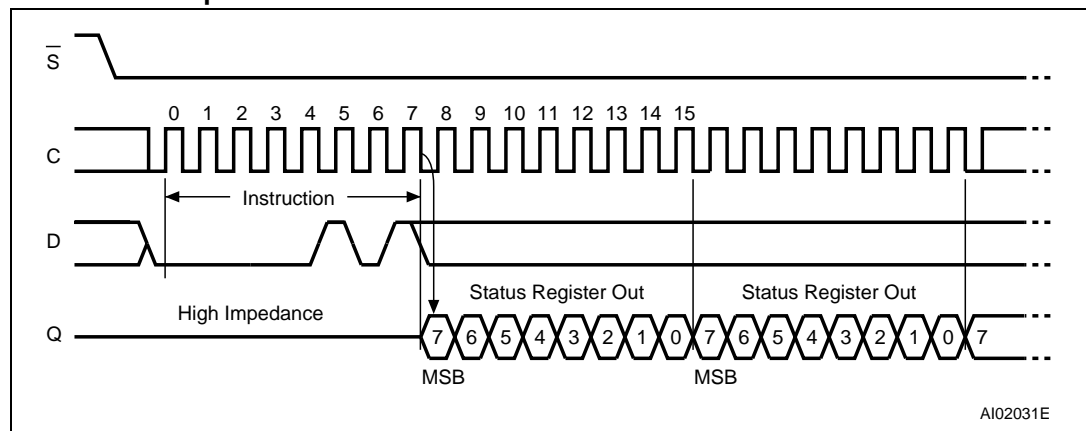 S
0 1 2 3 4 5 6 7 8 9 10 11 12 13 14 15
C
Instruction
D
Status Register Out Status Register Out
High Impedance
Q 7 6 5 4 3 2 1 0 7 6 5 4 3 2 1 0 7
MSB MSB
AI02031E